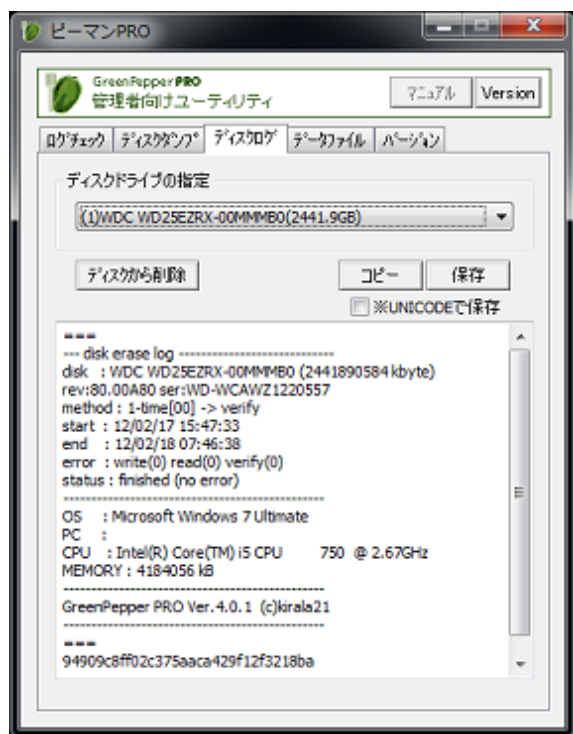 ピーマンPRO
GreenPepper PRO
管理者向けユーティリティ
マニュアル
Version
ログチェック
ディスクダンプ
ディスクログ
データファイル
バージョン
ディスクドライブの指定
(1)WDC WD25EZRX-00MMMB0(2441.9GB)
ディスクから削除
コピー
保存
※UNICODEで保存
===
--- disk erase log ----------------------------
disk : WDC WD25EZRX-00MMMB0 (2441890584 kbyte)
rev:80.00A80 ser:WD-WCAWZ1220557
method : 1-time[00] -> verify
start : 12/02/17 15:47:33
end : 12/02/18 07:46:38
error : write(0) read(0) verify(0)
status : finished (no error)
-----------------------------------------------
OS : Microsoft Windows 7 Ultimate
PC :
CPU : Intel(R) Core(TM) i5 CPU 750 @ 2.67GHz
MEMORY : 4184056 kB
-----------------------------------------------
GreenPepper PRO Ver.4.0.1 (c)kirala21
-----------------------------------------------
===
94909c8ff02c375aaca429f12f3218ba